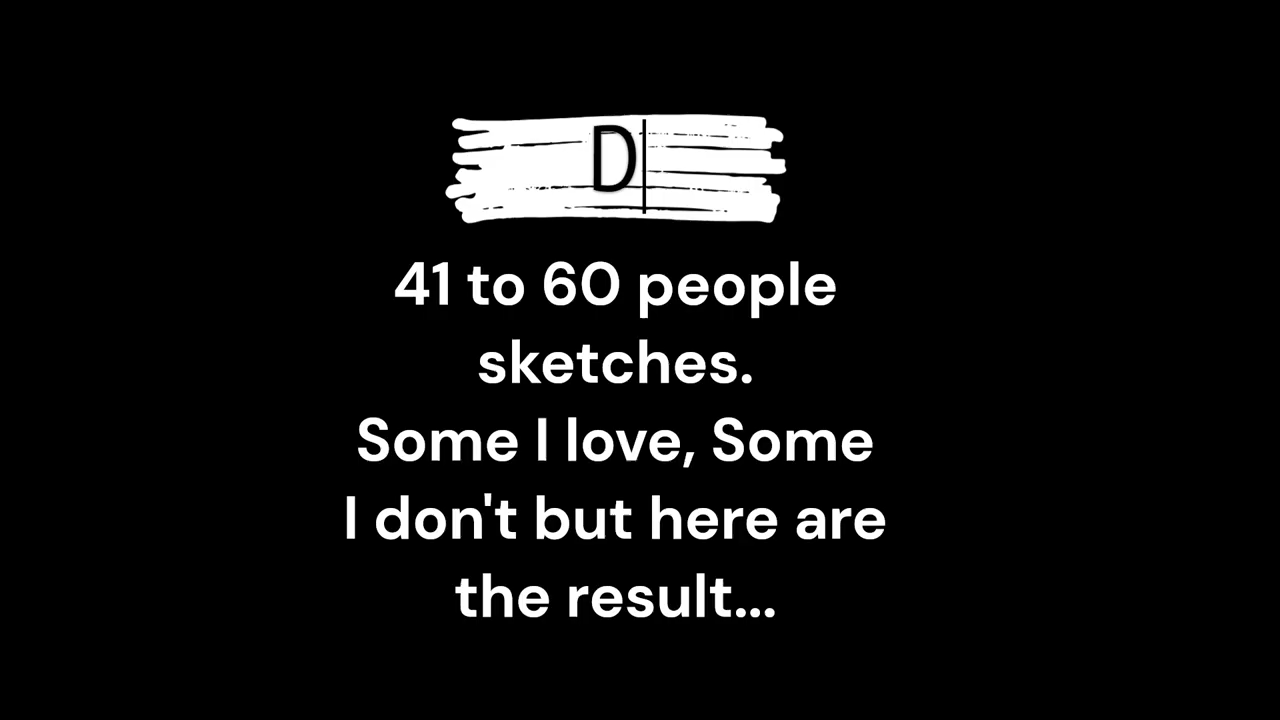 D
41 to 60 people
sketches.
Some I love, Some
I don't but here are
the result...